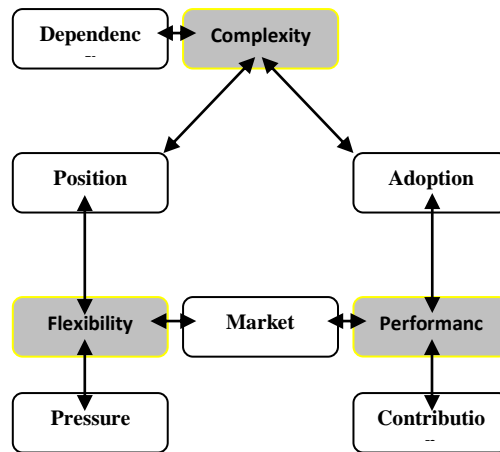 Dependenc
Complexity
Position
Adoption
Flexibility
Market
Performanc
Pressure
Contributio